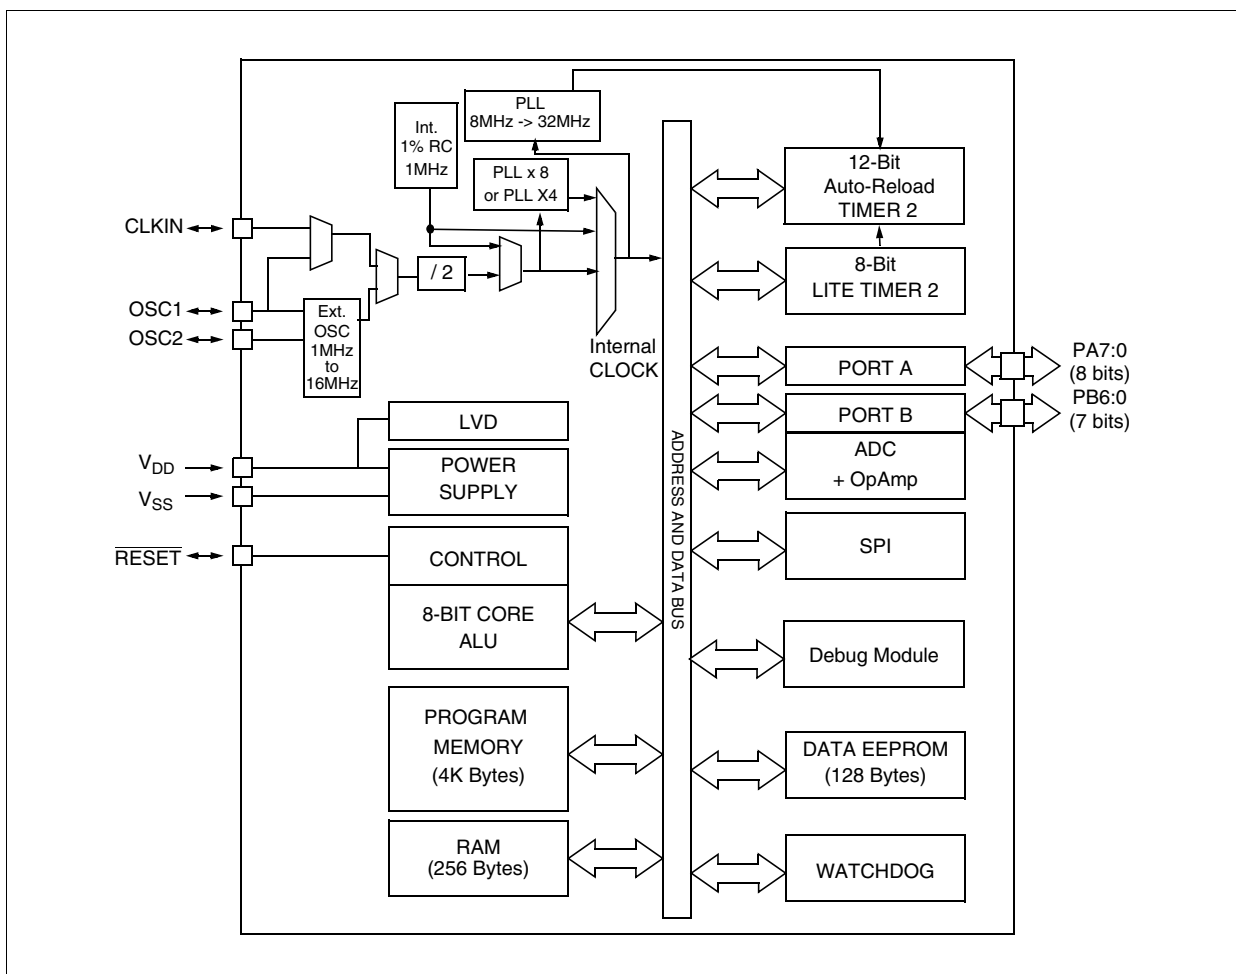 PLL
8MHz -> 32MHz
Int.
1% RC
1MHz
PLL x 8
or PLL X4
12-Bit
Auto-Reload
TIMER 2
CLKIN
/ 2
8-Bit
LITE TIMER 2
OSC1
OSC2
Ext.
OSC
1MHz
to
16MHz
Internal
CLOCK
PORT A
PA7:0
(8 bits)
PORT B
PB6:0
(7 bits)
LVD
ADC
+ OpAmp
VDD
VSS
POWER
SUPPLY
ADDRESS AND DATA BUS
RESET
CONTROL
SPI
8-BIT CORE
ALU
Debug Module
PROGRAM
MEMORY
(4K Bytes)
DATA EEPROM
(128 Bytes)
RAM
(256 Bytes)
WATCHDOG